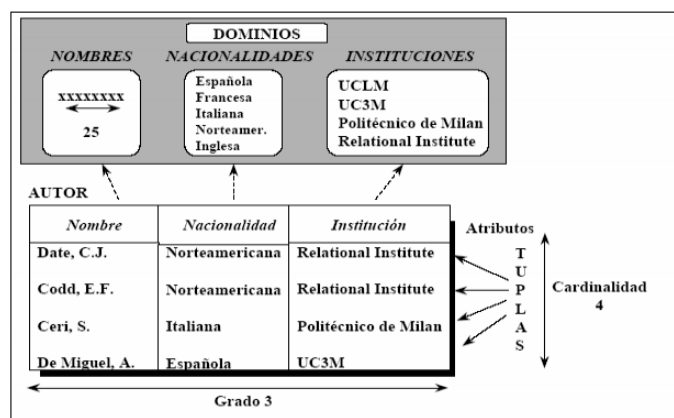 DOMINIOS
NOMBRES NACIONALIDADES INSTITUCIONES
xxxxxxxx
25
Española
Francesa
Italiana
Norteamer.
Inglesa
UCLM
UC3M
Politécnico de Milan
Relational Institute
AUTOR
Nombre Nacionalidad Institución
Date, C.J. Norteamericana Relational Institute
Codd, E.F. Norteamericana Relational Institute
Ceri, S. Italiana Politécnico de Milan
De Miguel, A. Española UC3M
Atributos
TUPLAS
Cardinalidad
4
Grado 3